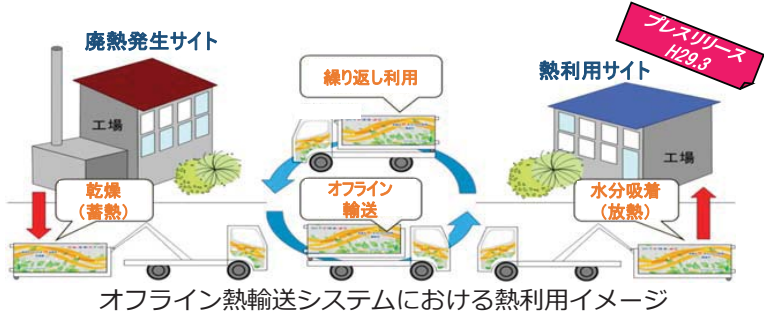 プレスリリース
H29.3
廃熱発生サイト
熱利用サイト
繰り返し利用
工場
工場
乾燥
(蓄熱)
オフライン
輸送
水分吸着
(放熱)
オフライン熱輸送システムにおける熱利用イメージ